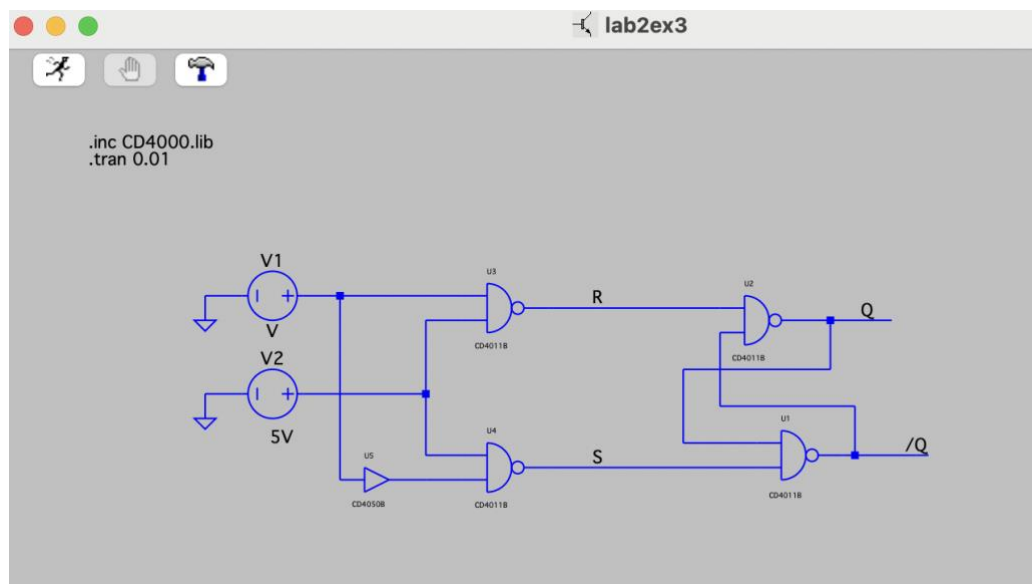 lab2ex3
.inc CD4000.lib
.tran 0.01
V1
V
V2
5V
U3
CD4011B
R
U2
CD4011B
Q
U4
CD4011B
S
U5
CD4050B
U1
CD4011B
/Q